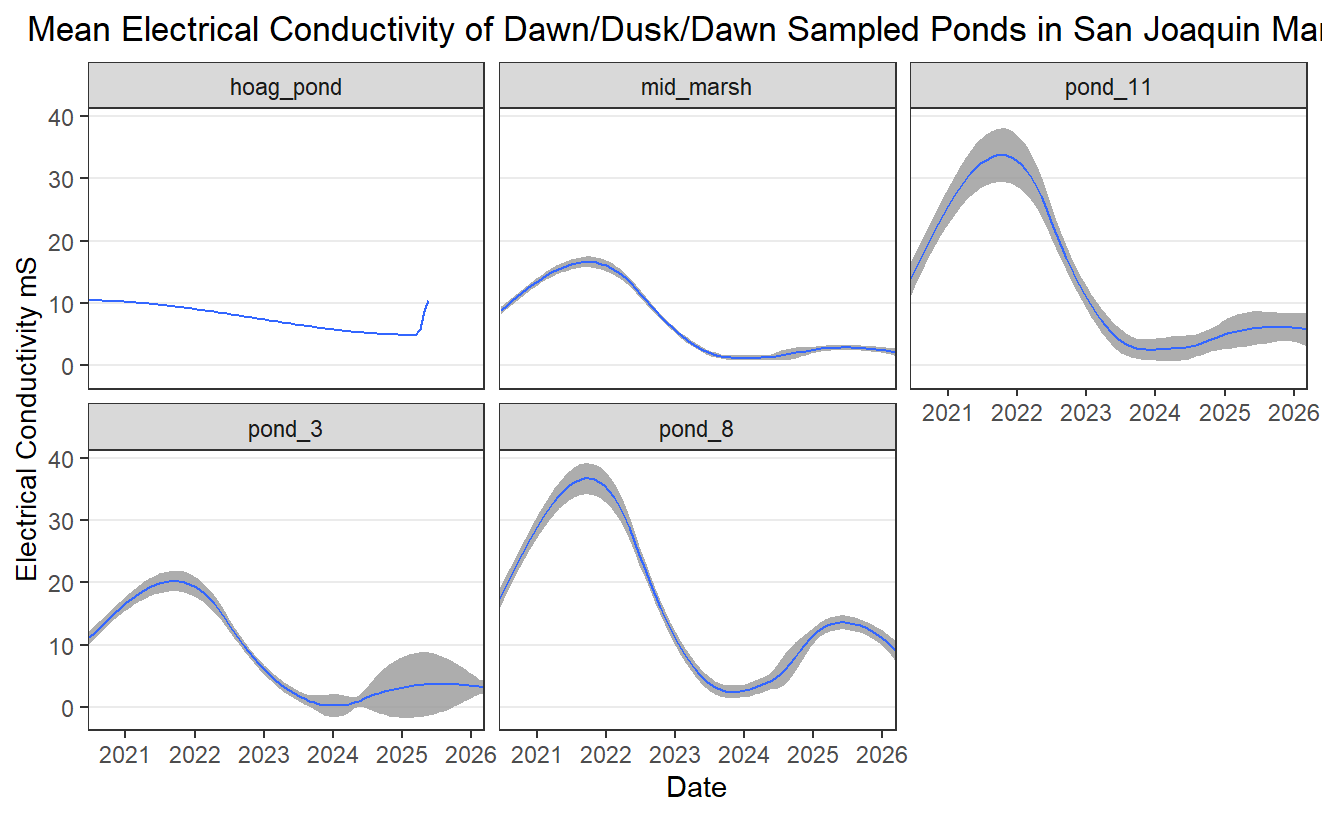 Mean Electrical Conductivity of Dawn/Dusk/Dawn Sampled Ponds in San Joaquin Mar
hoag_pond
mid_marsh
pond_11
40
30
20
10
0
2021 2022 2023 2024 2025 2026
pond_3
pond_8
40
30
20
10
0
2021 2022 2023 2024 2025 2026
2021 2022 2023 2024 2025 2026
Electrical Conductivity mS
Date